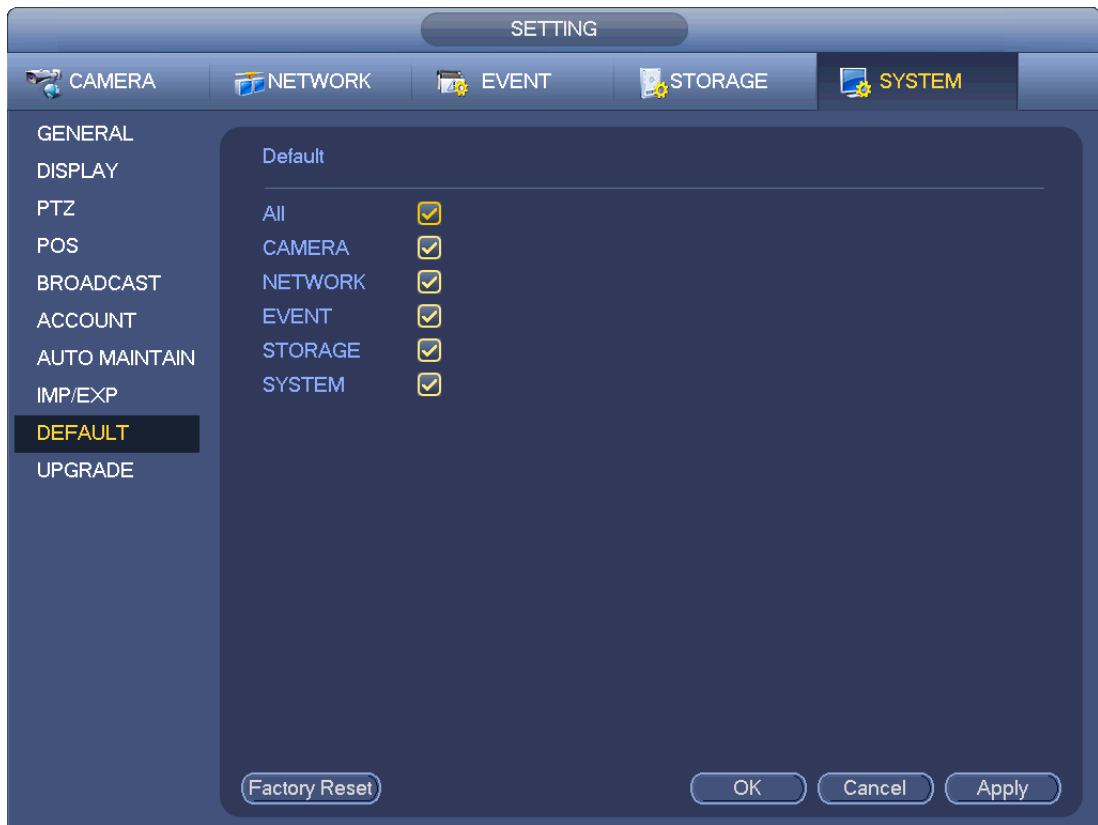 SETTING
CAMERA NETWORK EVENT STORAGE SYSTEM
GENERAL
DISPLAY
PTZ
POS
BROADCAST
ACCOUNT
AUTO MAINTAIN
IMP/EXP
DEFAULT
UPGRADE
Default
All
CAMERA
NETWORK
EVENT
STORAGE
SYSTEM
Factory Reset OK Cancel Apply